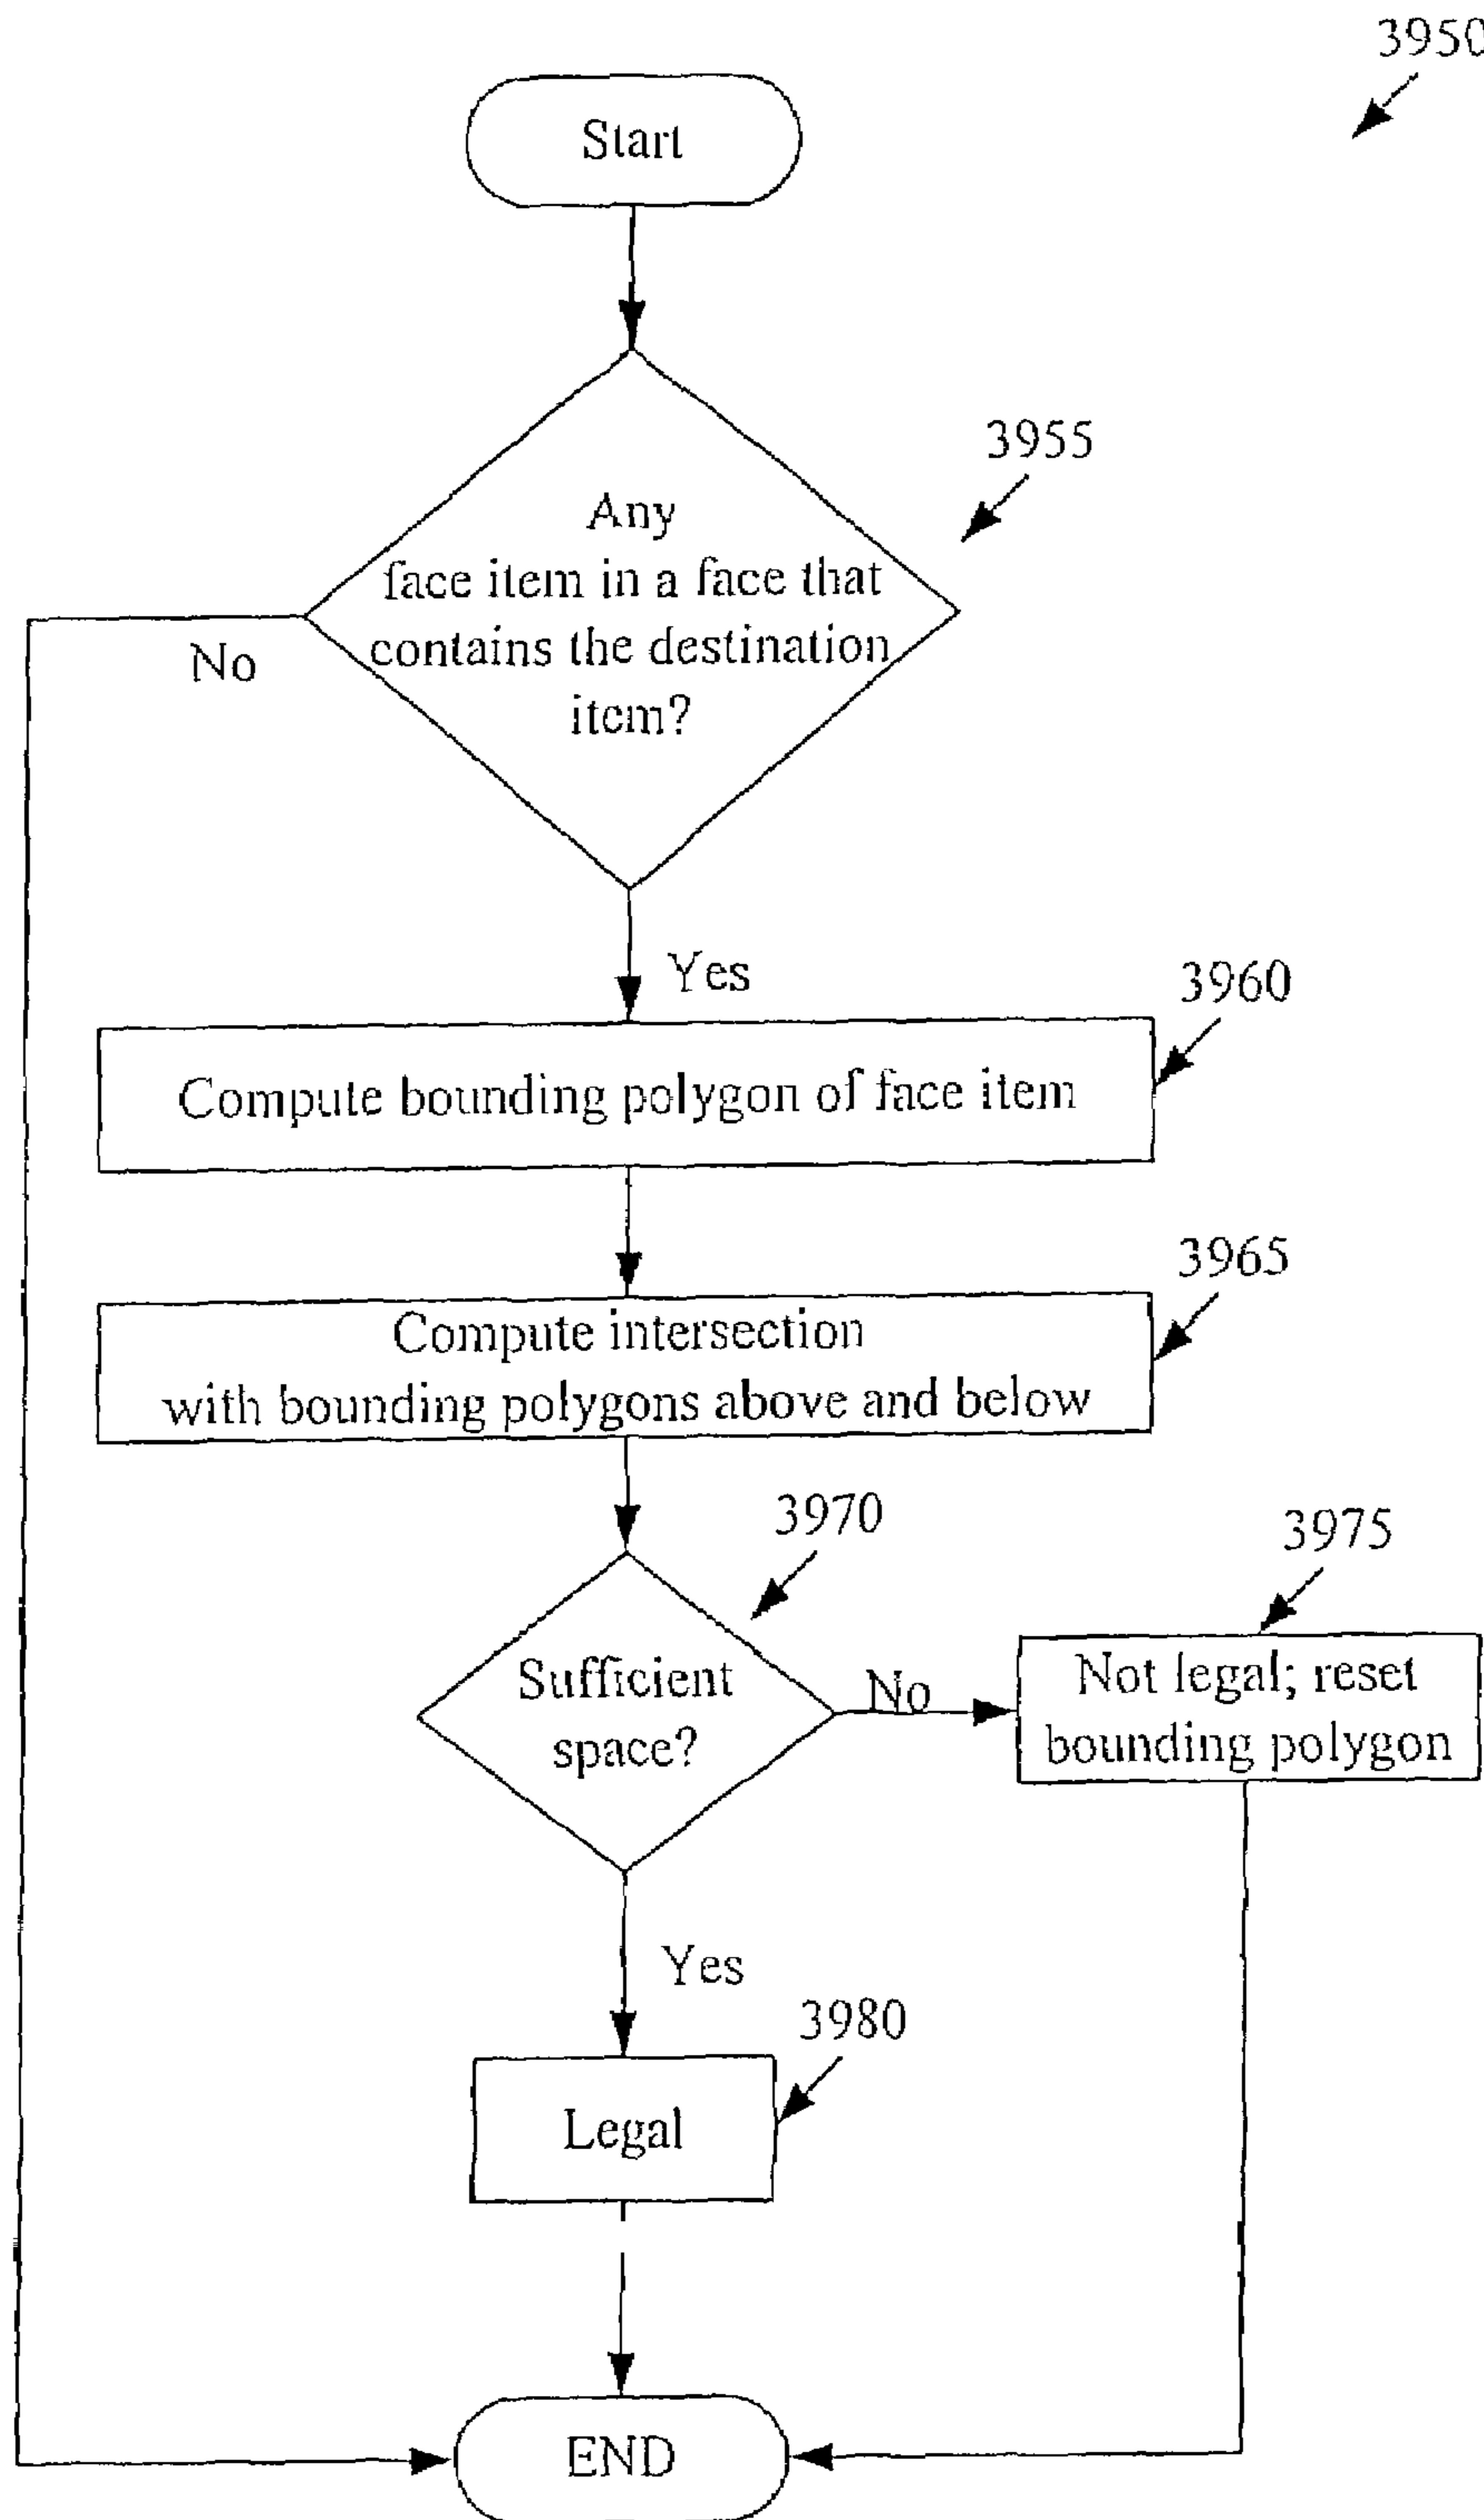 3950
Start
3955
Any
face item in a face that
contains the destination
item?
No
Yes
3960
Compute bounding polygon of face item
3965
Compute intersection
with bounding polygons above and below
3970
3975
Sufficient
space?
No
Not legal; reset
bounding polygon
Yes
3980
Legal
END